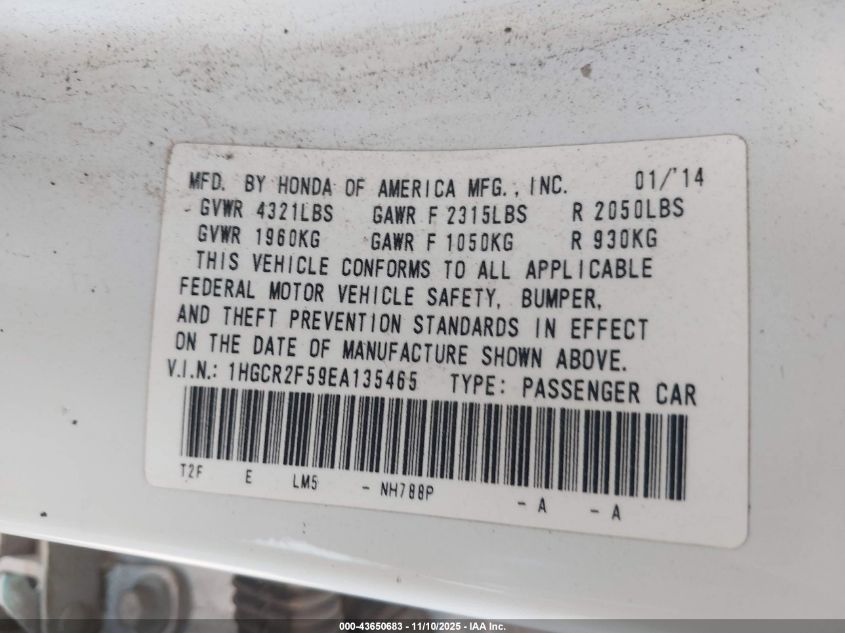 MFD. BY HONDA OF AMERICA MFG., INC. 01/'14
GVWR 4321LBS GAWR F 2315LBS R 2050LBS
GVWR 1960KG GAWR F 1050KG R 930KG
THIS VEHICLE CONFORMS TO ALL APPLICABLE
FEDERAL MOTOR VEHICLE SAFETY, BUMPER,
AND THEFT PREVENTION STANDARDS IN EFFECT
ON THE DATE OF MANUFACTURE SHOWN ABOVE.
V.I.N.: 1HGCR2F59EA135465 TYPE: PASSENGER CAR
T2F E LM5 - NH788P - A - A
000-43650683 - 11/10/2025 - IAA Inc.